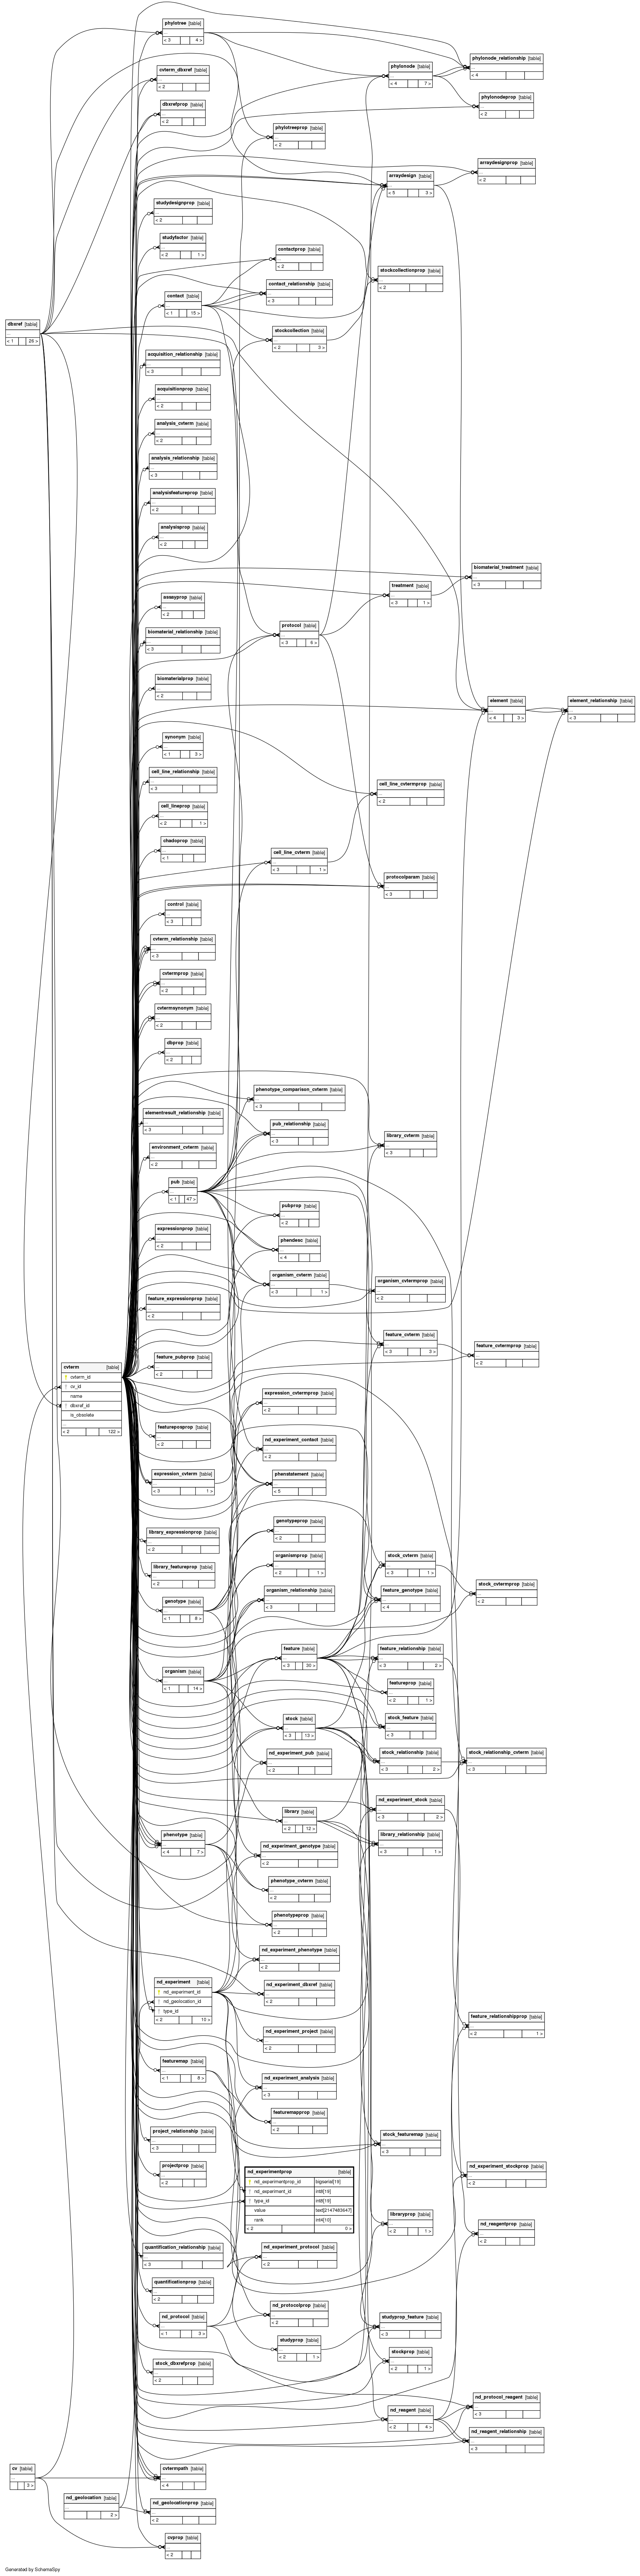 phylotree [table]
...
< 3 4 >
phylonode_relationship [table]
...
< 4
phylonode [table]
...
< 4 7 >
cvterm_dbxref [table]
...
< 2
phylonodeprop [table]
...
< 2
dbxrefprop [table]
...
< 2
phylotreeprop [table]
...
< 2
arraydesignprop [table]
...
< 2
arraydesign [table]
...
< 5 3 >
studydesignprop [table]
...
< 2
studyfactor [table]
...
< 2 1 >
contactprop [table]
...
< 2
stockcollectionprop [table]
...
< 2
contact_relationship [table]
...
< 3
contact [table]
...
< 1 15 >
dbxref [table]
...
< 1 26 >
stockcollection [table]
...
< 2 3 >
acquisition_relationship [table]
...
< 3
acquisitionprop [table]
...
< 2
analysis_cvterm [table]
...
< 2
analysis_relationship [table]
...
< 3
analysisfeatureprop [table]
...
< 2
analysisprop [table]
...
< 2
biomaterial_treatment [table]
...
< 3
treatment [table]
...
< 3 1 >
assayprop [table]
...
< 2
protocol [table]
...
< 3 6 >
biomaterial_relationship [table]
...
< 3
biomaterialprop [table]
...
< 2
element [table]
...
< 4 3 >
element_relationship [table]
...
< 3
synonym [table]
...
< 1 3 >
cell_line_relationship [table]
...
< 3
cell_line_cvtermprop [table]
...
< 2
cell_lineprop [table]
...
< 2 1 >
chadoprop [table]
...
< 1
cell_line_cvterm [table]
...
< 3 1 >
protocolparam [table]
...
< 3
control [table]
...
< 3
cvterm_relationship [table]
...
< 3
cvtermprop [table]
...
< 2
cvtermsynonym [table]
...
< 2
dbprop [table]
...
< 2
phenotype_comparison_cvterm [table]
...
< 3
elementresult_relationship [table]
...
< 3
pub_relationship [table]
...
< 3
library_cvterm [table]
...
< 3
environment_cvterm [table]
...
< 2
pub [table]
...
< 1 47 >
pubprop [table]
...
< 2
expressionprop [table]
...
< 2
phendesc [table]
...
< 4
organism_cvterm [table]
...
< 3 1 >
organism_cvtermprop [table]
...
< 2
feature_expressionprop [table]
...
< 2
feature_cvterm [table]
...
< 3 3 >
feature_cvtermprop [table]
...
< 2
feature_pubprop [table]
...
< 2
cvterm [table]
cvterm_id
cv_id
name
dbxref_id
is_obsolete
...
< 2 122 >
expression_cvtermprop [table]
...
< 2
featureposprop [table]
...
< 2
nd_experiment_contact [table]
...
< 2
expression_cvterm [table]
...
< 3 1 >
phenstatement [table]
...
< 5
library_expressionprop [table]
...
< 2
genotypeprop [table]
...
< 2
library_featureprop [table]
...
< 2
organismprop [table]
...
< 2 1 >
stock_cvterm [table]
...
< 3 1 >
stock_cvtermprop [table]
...
< 2
genotype [table]
...
< 1 8 >
organism_relationship [table]
...
< 3
feature_genotype [table]
...
< 4
feature [table]
...
< 3 30 >
feature_relationship [table]
...
< 3 2 >
organism [table]
...
< 1 14 >
featureprop [table]
...
< 2 1 >
stock [table]
...
< 3 13 >
stock_feature [table]
...
< 3
nd_experiment_pub [table]
...
< 2
stock_relationship [table]
...
< 3 2 >
stock_relationship_cvterm [table]
...
< 3
nd_experiment_stock [table]
...
< 3 2 >
library [table]
...
< 2 12 >
phenotype [table]
...
< 4 7 >
library_relationship [table]
...
< 3 1 >
nd_experiment_genotype [table]
...
< 2
phenotype_cvterm [table]
...
< 2
phenotypeprop [table]
...
< 2
nd_experiment_phenotype [table]
...
< 2
nd_experiment [table]
nd_experiment_id
nd_geolocation_id
type_id
< 2 10 >
nd_experiment_dbxref [table]
...
< 2
feature_relationshipprop [table]
...
< 2 1 >
nd_experiment_project [table]
...
< 2
featuremap [table]
...
< 1 8 >
nd_experiment_analysis [table]
...
< 3
featuremapprop [table]
...
< 2
project_relationship [table]
...
< 3
stock_featuremap [table]
...
< 3
projectprop [table]
...
< 2
nd_experiment_stockprop [table]
...
< 2
nd_experimentprop [table]
nd_experimentprop_id bigserial[19]
nd_experiment_id int8[19]
type_id int8[19]
value text[2147483647]
rank int4[10]
< 2 0 >
libraryprop [table]
...
< 2 1 >
nd_reagentprop [table]
...
< 2
quantification_relationship [table]
...
< 3
nd_experiment_protocol [table]
...
< 2
quantificationprop [table]
...
< 2
nd_protocolprop [table]
...
< 2
nd_protocol [table]
...
< 1 3 >
studyprop_feature [table]
...
< 3
studyprop [table]
...
< 2 1 >
stockprop [table]
...
< 2 1 >
stock_dbxrefprop [table]
...
< 2
nd_protocol_reagent [table]
...
< 3
nd_reagent [table]
...
< 2 4 >
nd_reagent_relationship [table]
...
< 3
cv [table]
...
3 >
cvtermpath [table]
...
< 4
nd_geolocation [table]
...
2 >
nd_geolocationprop [table]
...
< 2
cvprop [table]
...
< 2
Generated by SchemaSpy